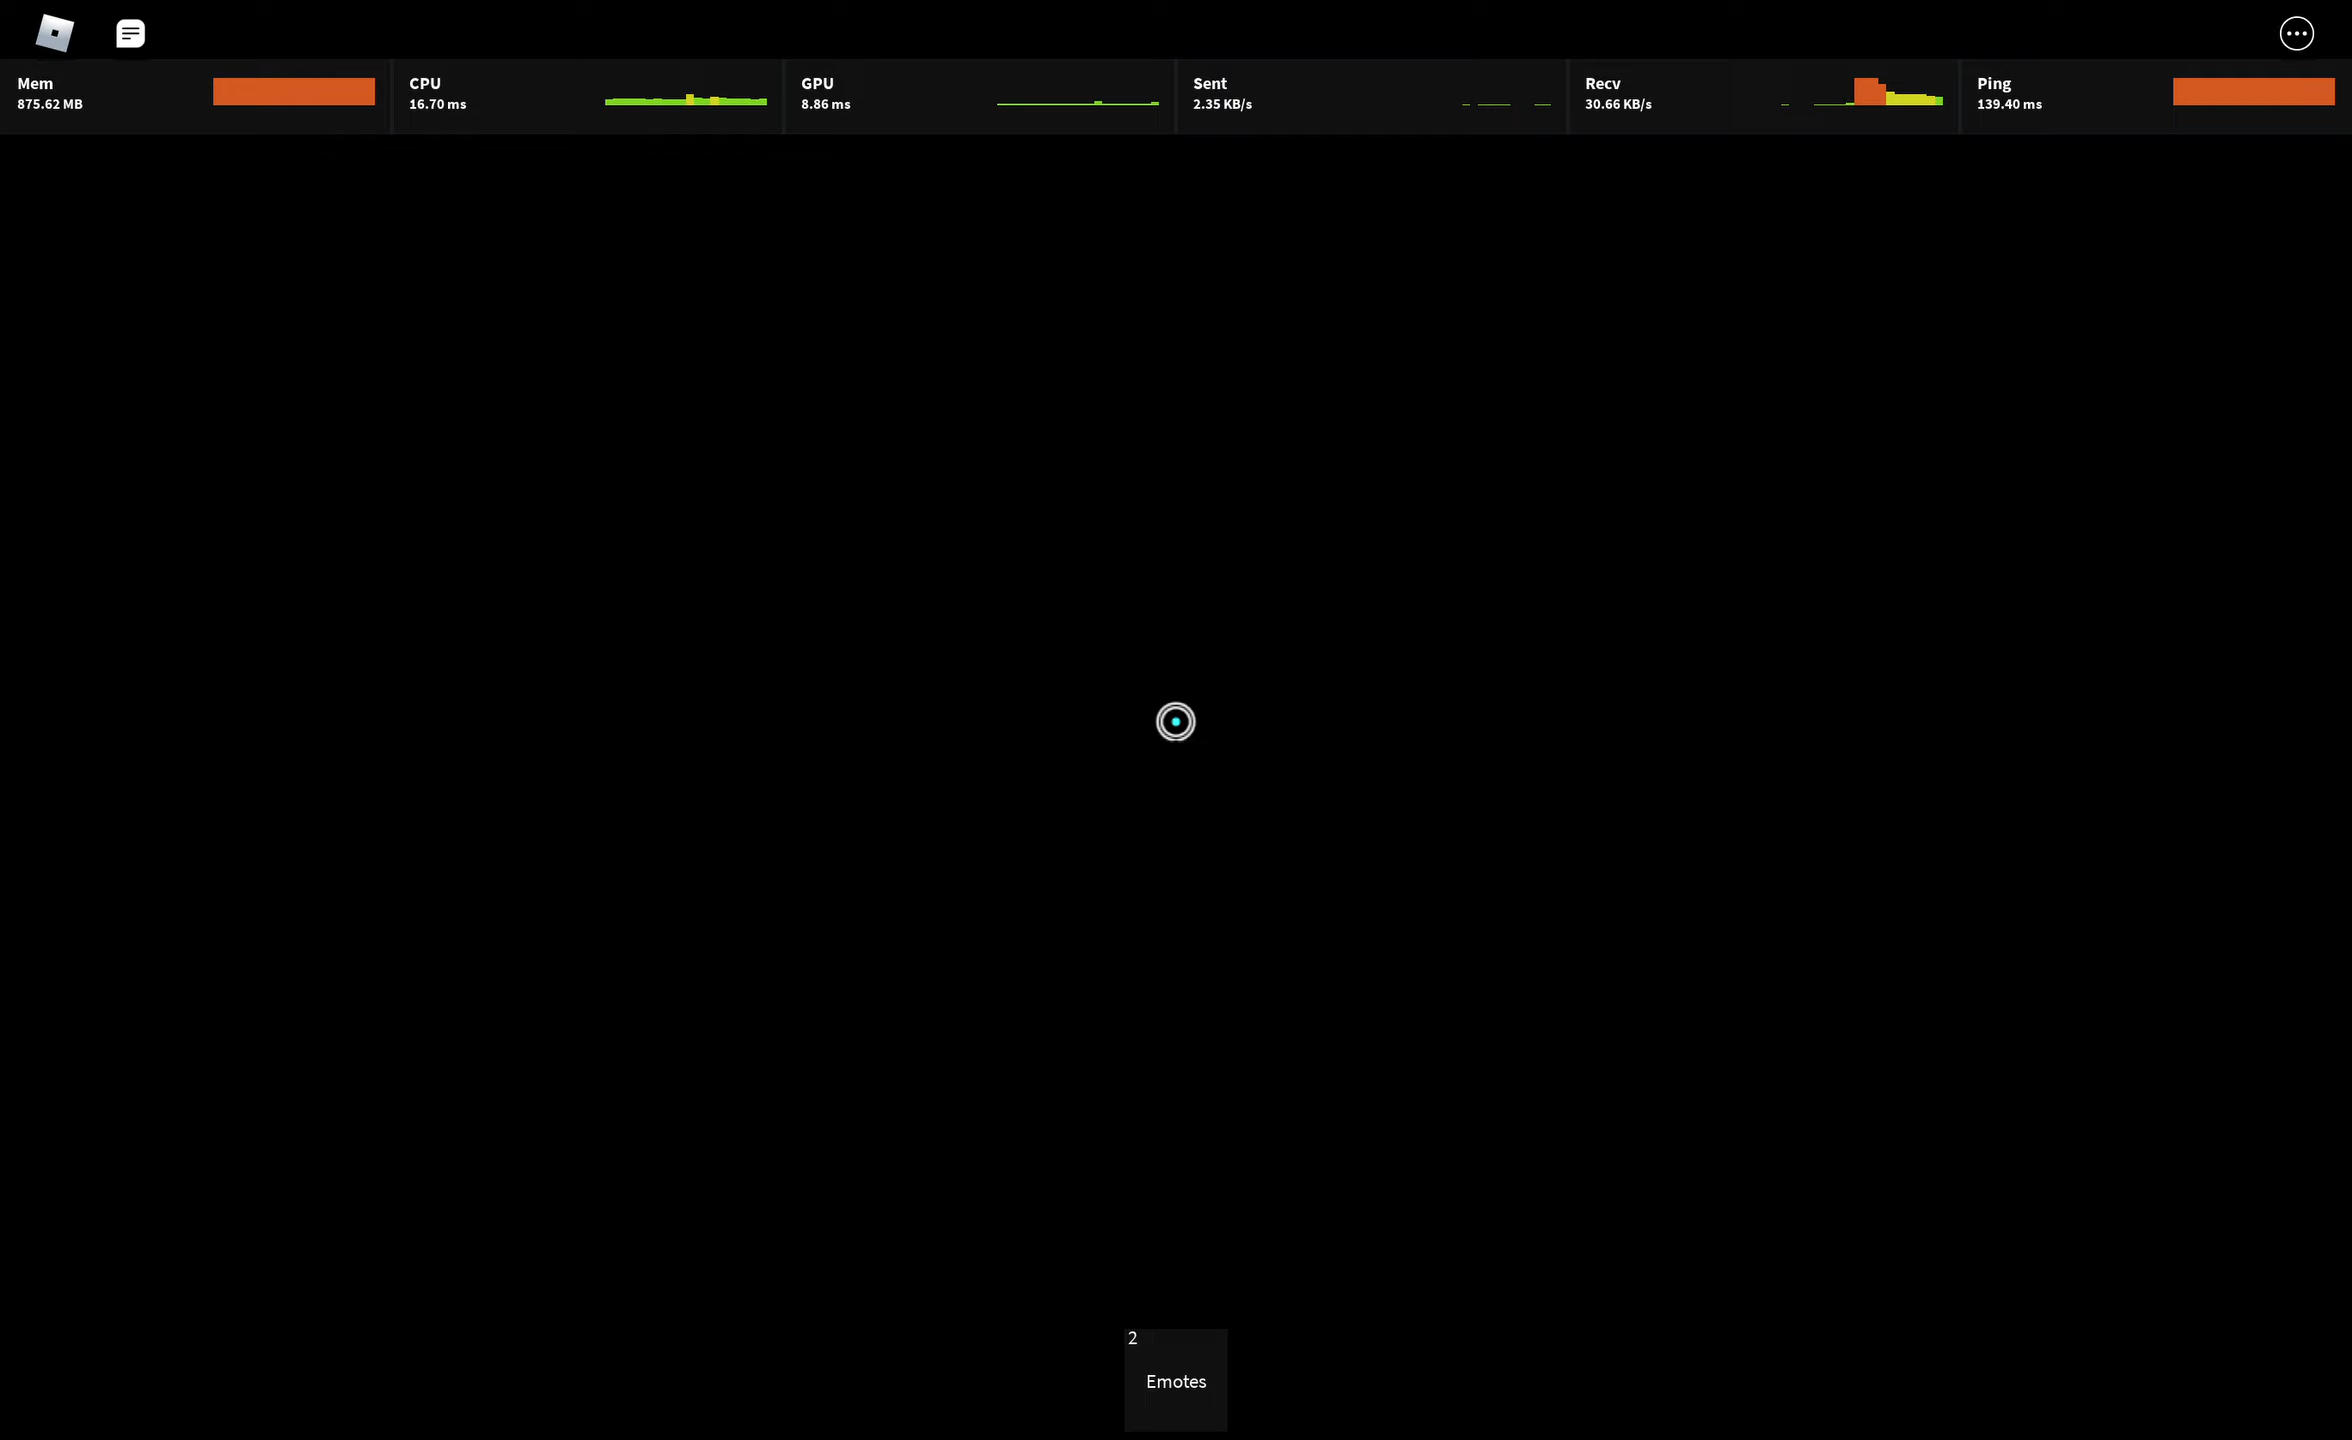 Mem
875.62 MB
CPU
16.70 ms
GPU
8.86 ms
Sent
2.35 KB/s
Recv
30.66 KB/s
Ping
139.40 ms
2
Emotes